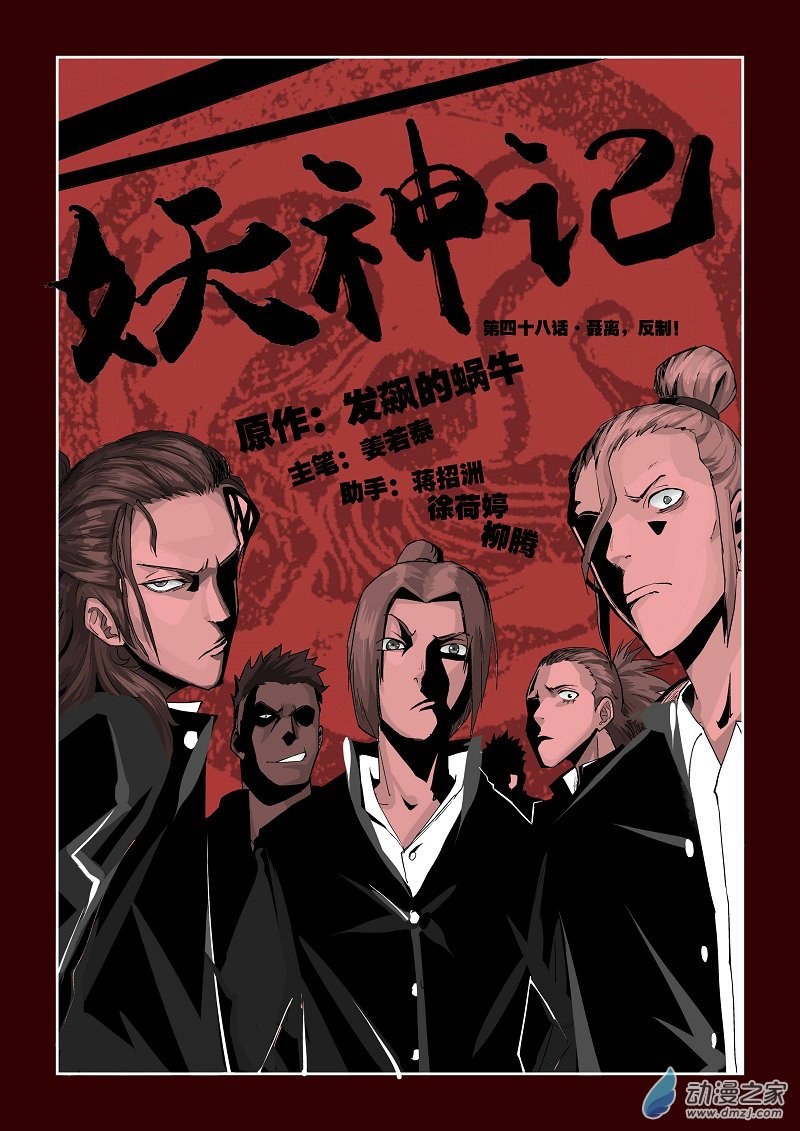 妖神记
第四十八话·聂离，反制！
原作：发飙的蜗牛
主笔：姜若泰
助手：蒋招洲
徐荷婷
柳腾
动漫之家
www.dmzj.com